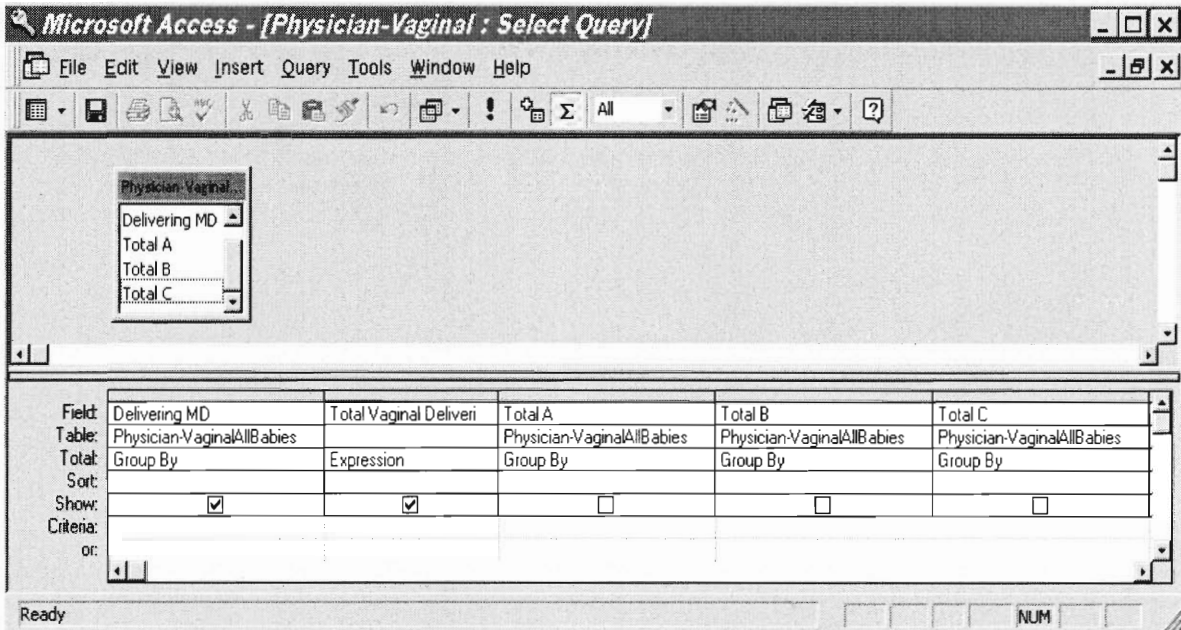 Microsoft Access - [Physician-Vaginal : Select Query]
File Edit View Insert Query Tools Window Help
Σ All
Physician-Vaginal...
Delivering MD
Total A
Total B
Total C
Field: Delivering MD Total Vaginal Deliveri Total A Total B Total C
Table: Physician-VaginalAllBabies Physician-VaginalAllBabies Physician-VaginalAllBabies Physician-VaginalAllBabies
Total: Group By Expression Group By Group By Group By
Sort:
Show:
Criteria:
or:
Ready NUM